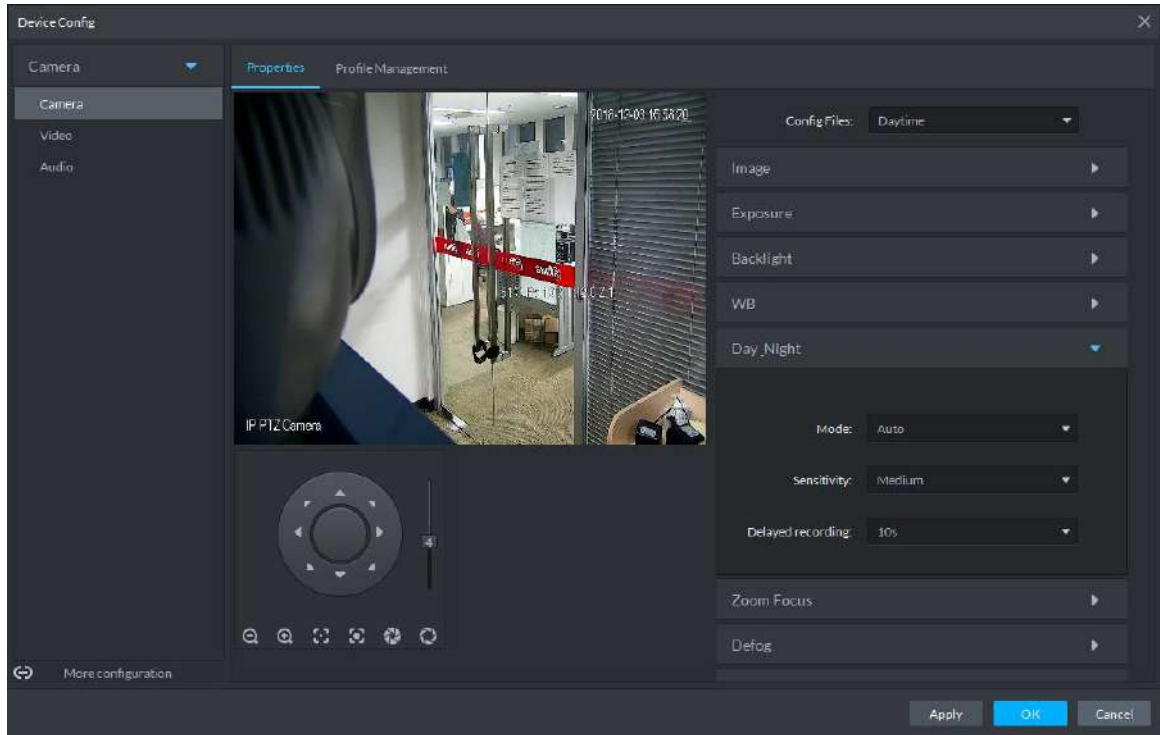 Device Config
Camera
Properties
Profile Management
Camera
Video
Audio
IP PTZ Camera
4
Config Files:
Daytime
Image
Exposure
Backlight
WB
Day_Night
Mode:
Auto
Sensitivity:
Medium
Delayed recording:
10s
Zoom Focus
Defog
More configuration
Apply
OK
Cancel